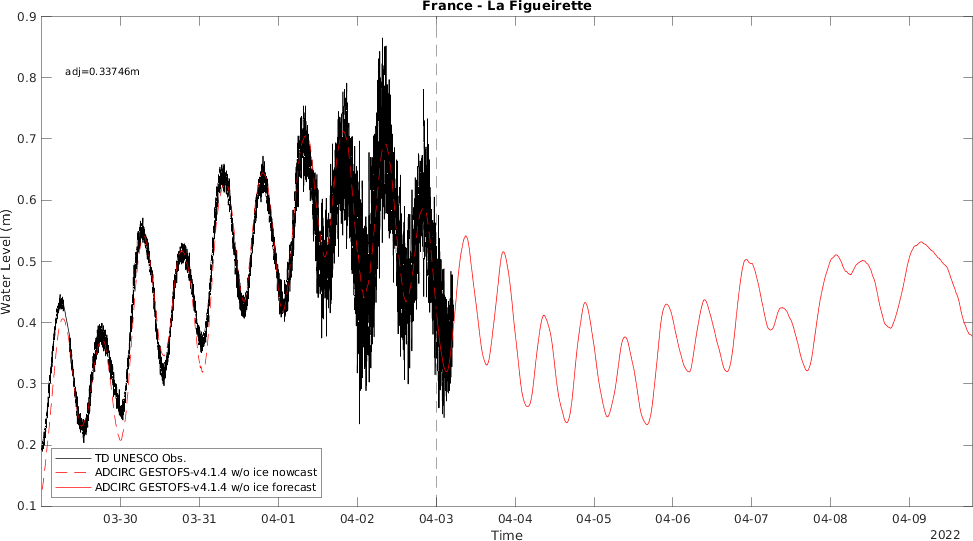 France - La Figueirette
adj=0.33746m
Water Level (m)
0.9
0.8
0.7
0.6
0.5
0.4
0.3
0.2
0.1
TD UNESCO Obs.
ADCIRC GESTOFS-v4.1.4 w/o ice nowcast
ADCIRC GESTOFS-v4.1.4 w/o ice forecast
03-30 03-31 04-01 04-02 04-03 04-04 04-05 04-06 04-07 04-08 04-09
Time
2022